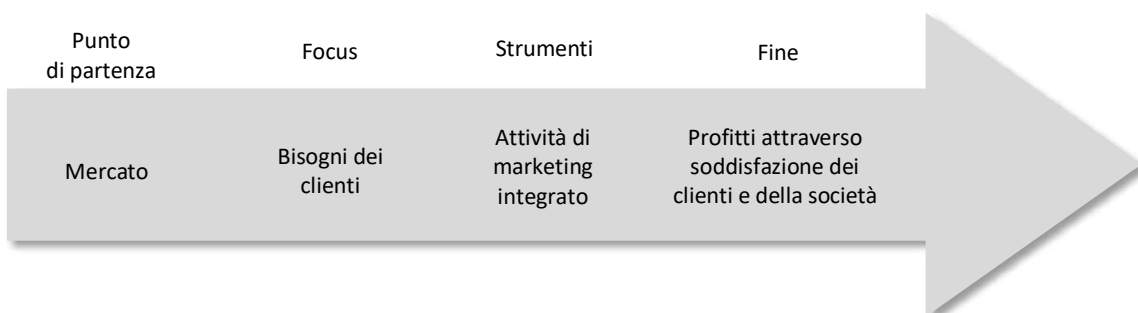 Punto
di partenza
Focus
Strumenti
Fine
Mercato
Bisogni dei
clienti
Attività di
marketing
integrato
Profitti attraverso
soddisfazione dei
clienti e della società